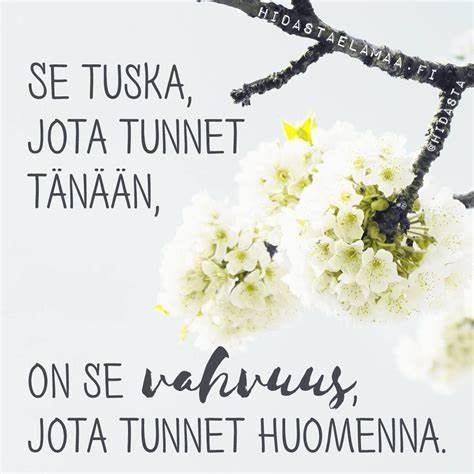 HIDASTAELAMAA.FI
@HIDASTA
SE TUSKA,
JOTA TUNNET
TÄNÄÄN,
ON SE vahvuus,
JOTA TUNNET HUOMENNA.